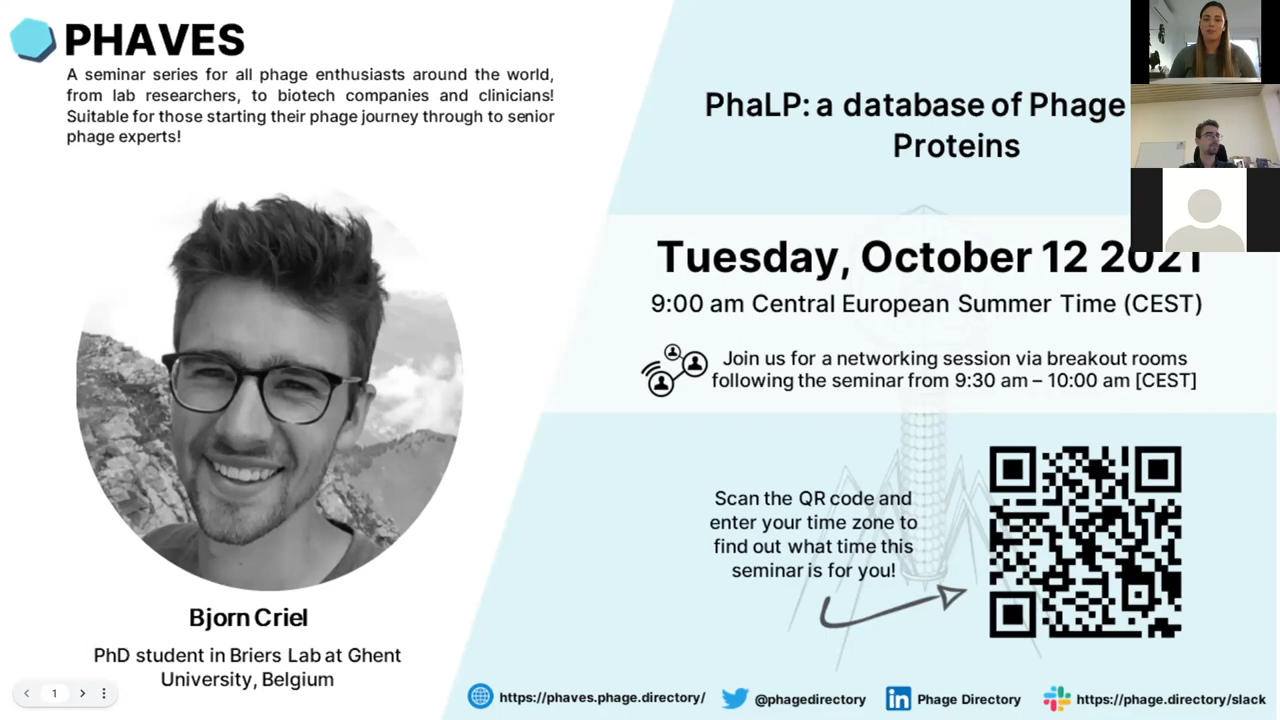 PHAVES
A seminar series for all phage enthusiasts around the world,
from lab researchers, to biotech companies and clinicians!
Suitable for those starting their phage journey through to senior
phage experts!
Bjorn Criel
PhD student in Briers Lab at Ghent
University, Belgium
1
PhaLP: a database of Phage
Proteins
Tuesday, October 12 2021
9:00 am Central European Summer Time (CEST)
Join us for a networking session via breakout rooms
following the seminar from 9:30 am – 10:00 am [CEST]
Scan the QR code and
enter your time zone to
find out what time this
seminar is for you!
https://phaves.phage.directory/
@phagedirectory
Phage Directory
https://phage.directory/slack